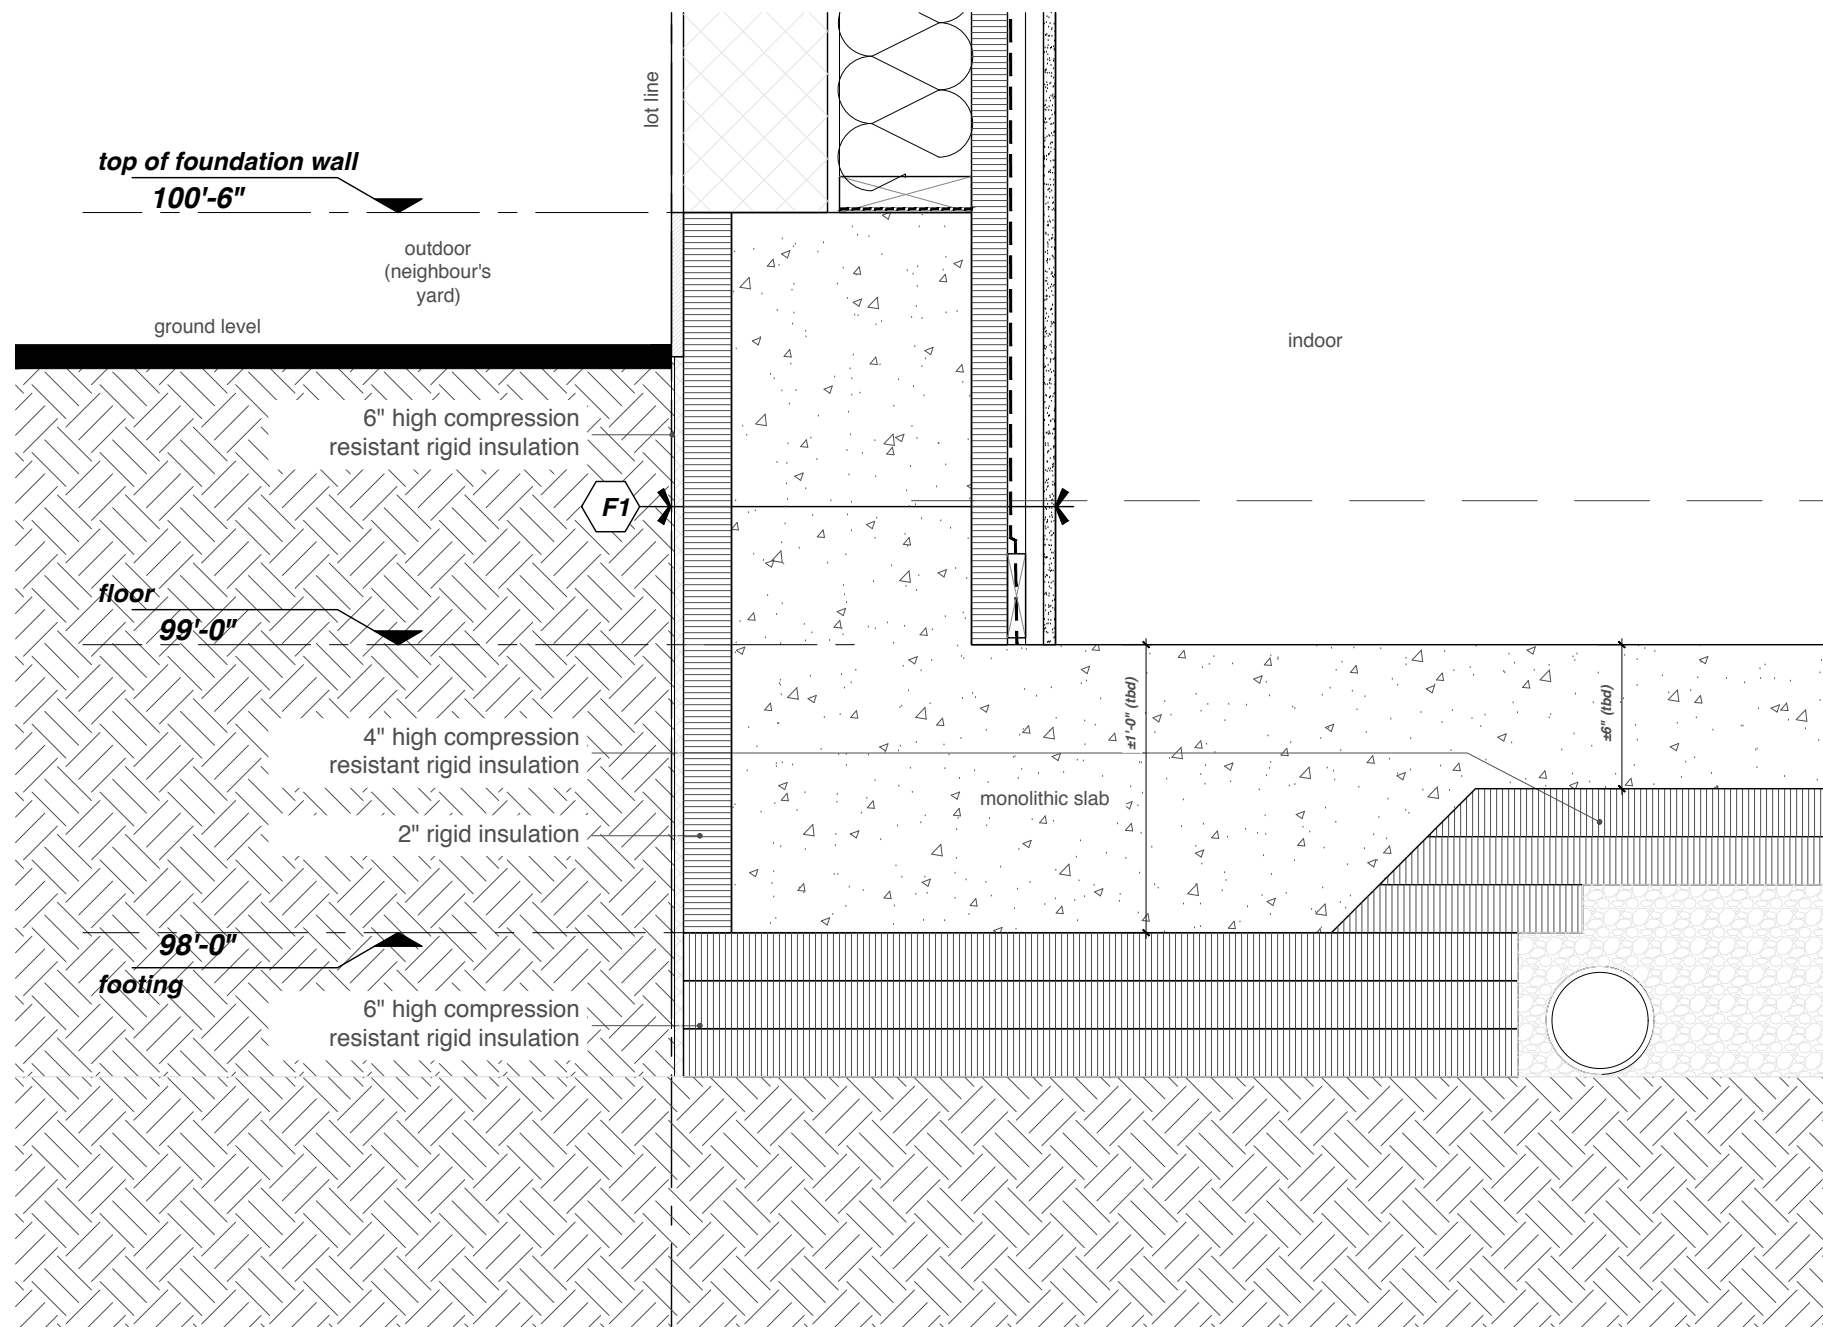 lot line
top of foundation wall
100'-6"
outdoor
(neighbour's
yard)
ground level
indoor
6" high compression
resistant rigid insulation
F1
floor
99'-0"
±1'-0" (tbd)
±6" (tbd)
4" high compression
resistant rigid insulation
monolithic slab
2" rigid insulation
98'-0"
footing
6" high compression
resistant rigid insulation